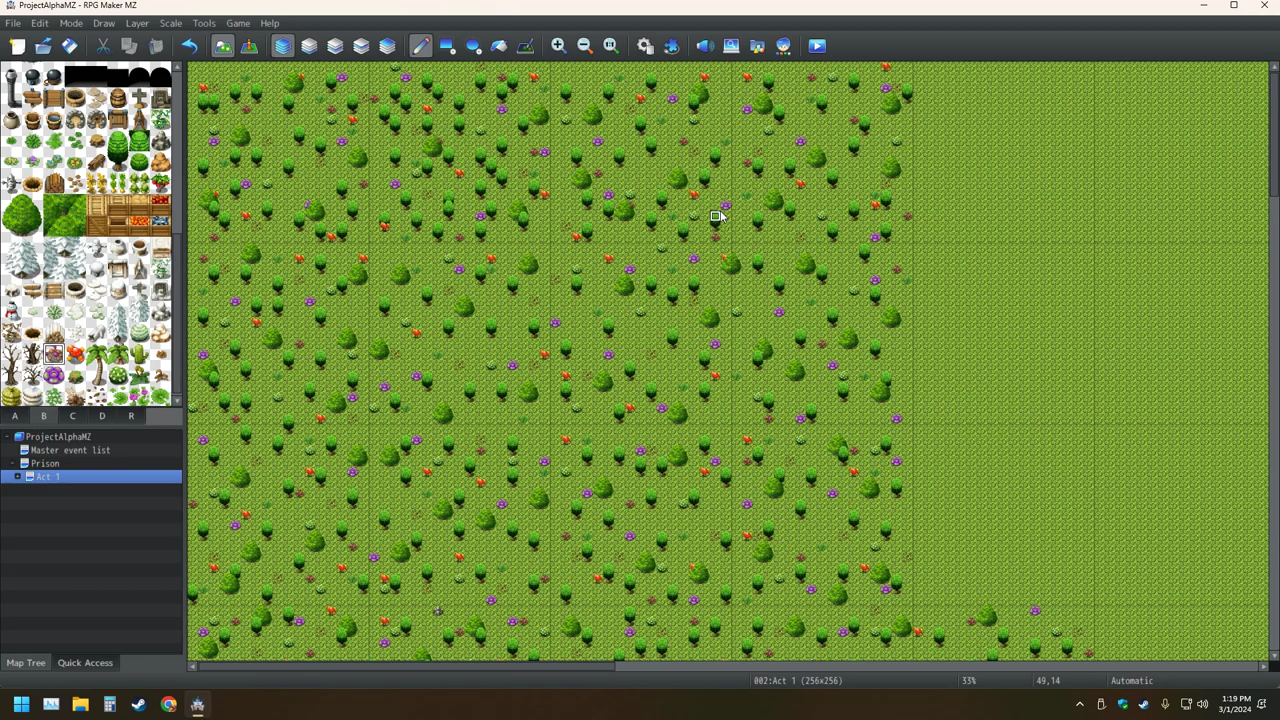 ProjectAlphaMZ - RPG Maker MZ
File Edit Mode Draw Layer Scale Tools Game Help
A B C D R
ProjectAlphaMZ
Master event list
Prison
Act 1
Map Tree Quick Access
002:Act 1 (256x256) 33% 49,14 Automatic
1:19 PM
3/1/2024